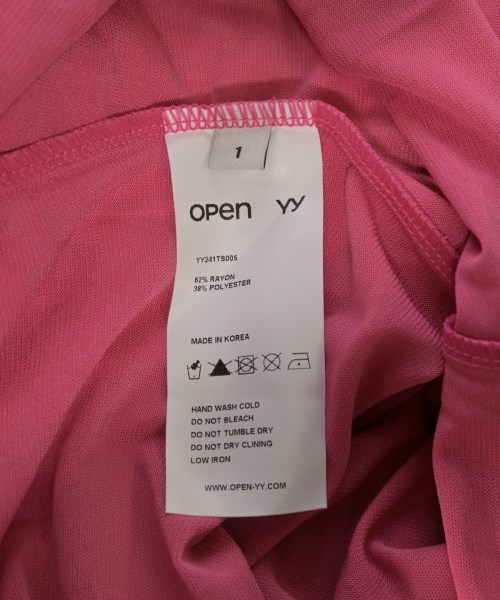 1
OPEN YY
YY241TS005
62% RAYON
38% POLYESTER
MADE IN KOREA
HAND WASH COLD
DO NOT BLEACH
DO NOT TUMBLE DRY
DO NOT DRY CLINING
LOW IRON
WWW.OPEN-YY.COM